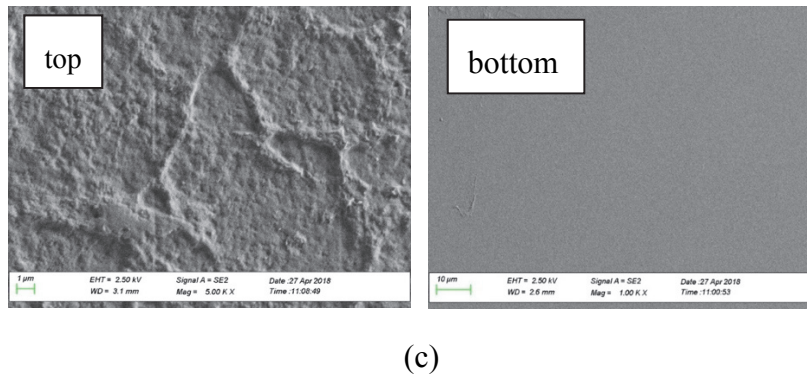 top
1 µm
EHT = 2.50 kV
Signal A = SE2
Date :27 Apr 2018
WD = 3.1 mm
Mag = 5.00 K X
Time :11:08:49
bottom
10 µm
EHT = 2.50 kV
Signal A = SE2
Date :27 Apr 2018
WD = 2.6 mm
Mag = 1.00 K X
Time :11:00:53
(c)